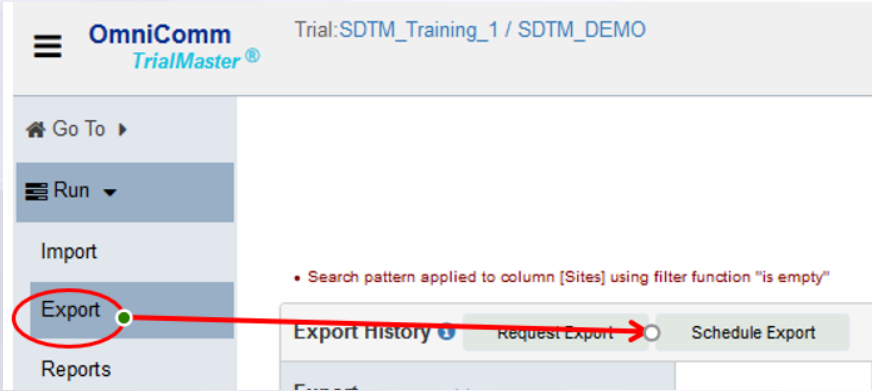 OmniComm
TrialMaster ®
Trial:SDTM_Training_1 / SDTM_DEMO
Go To
Run
Import
Export
Reports
• Search pattern applied to column [Sites] using filter function "is empty"
Export History Request Export Schedule Export
Export